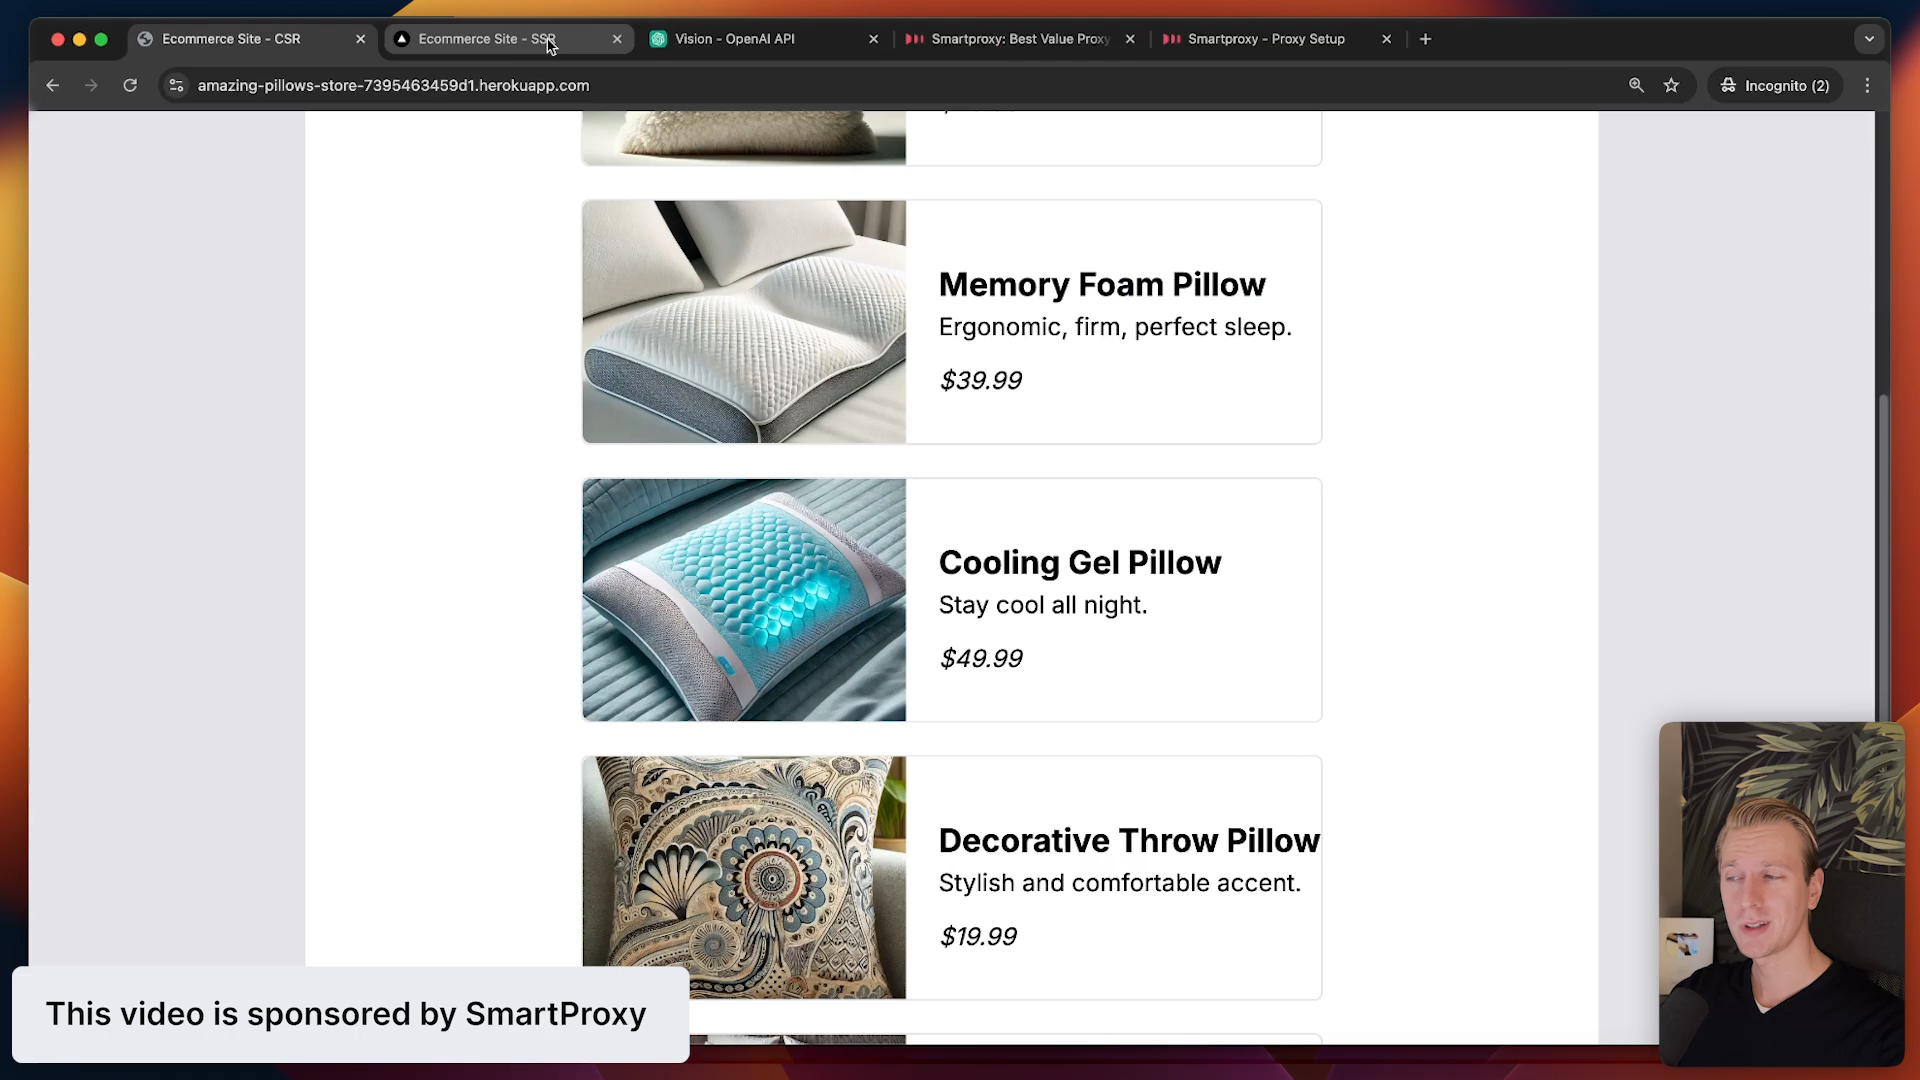 Ecommerce Site - CSR
Ecommerce Site - SSR
Vision - OpenAI API
Smartproxy: Best Value Proxy
Smartproxy - Proxy Setup
amazing-pillows-store-7395463459d1.herokuapp.com
Incognito (2)
Memory Foam Pillow
Ergonomic, firm, perfect sleep.
$39.99
Cooling Gel Pillow
Stay cool all night.
$49.99
Decorative Throw Pillow
Stylish and comfortable accent.
$19.99
This video is sponsored by SmartProxy